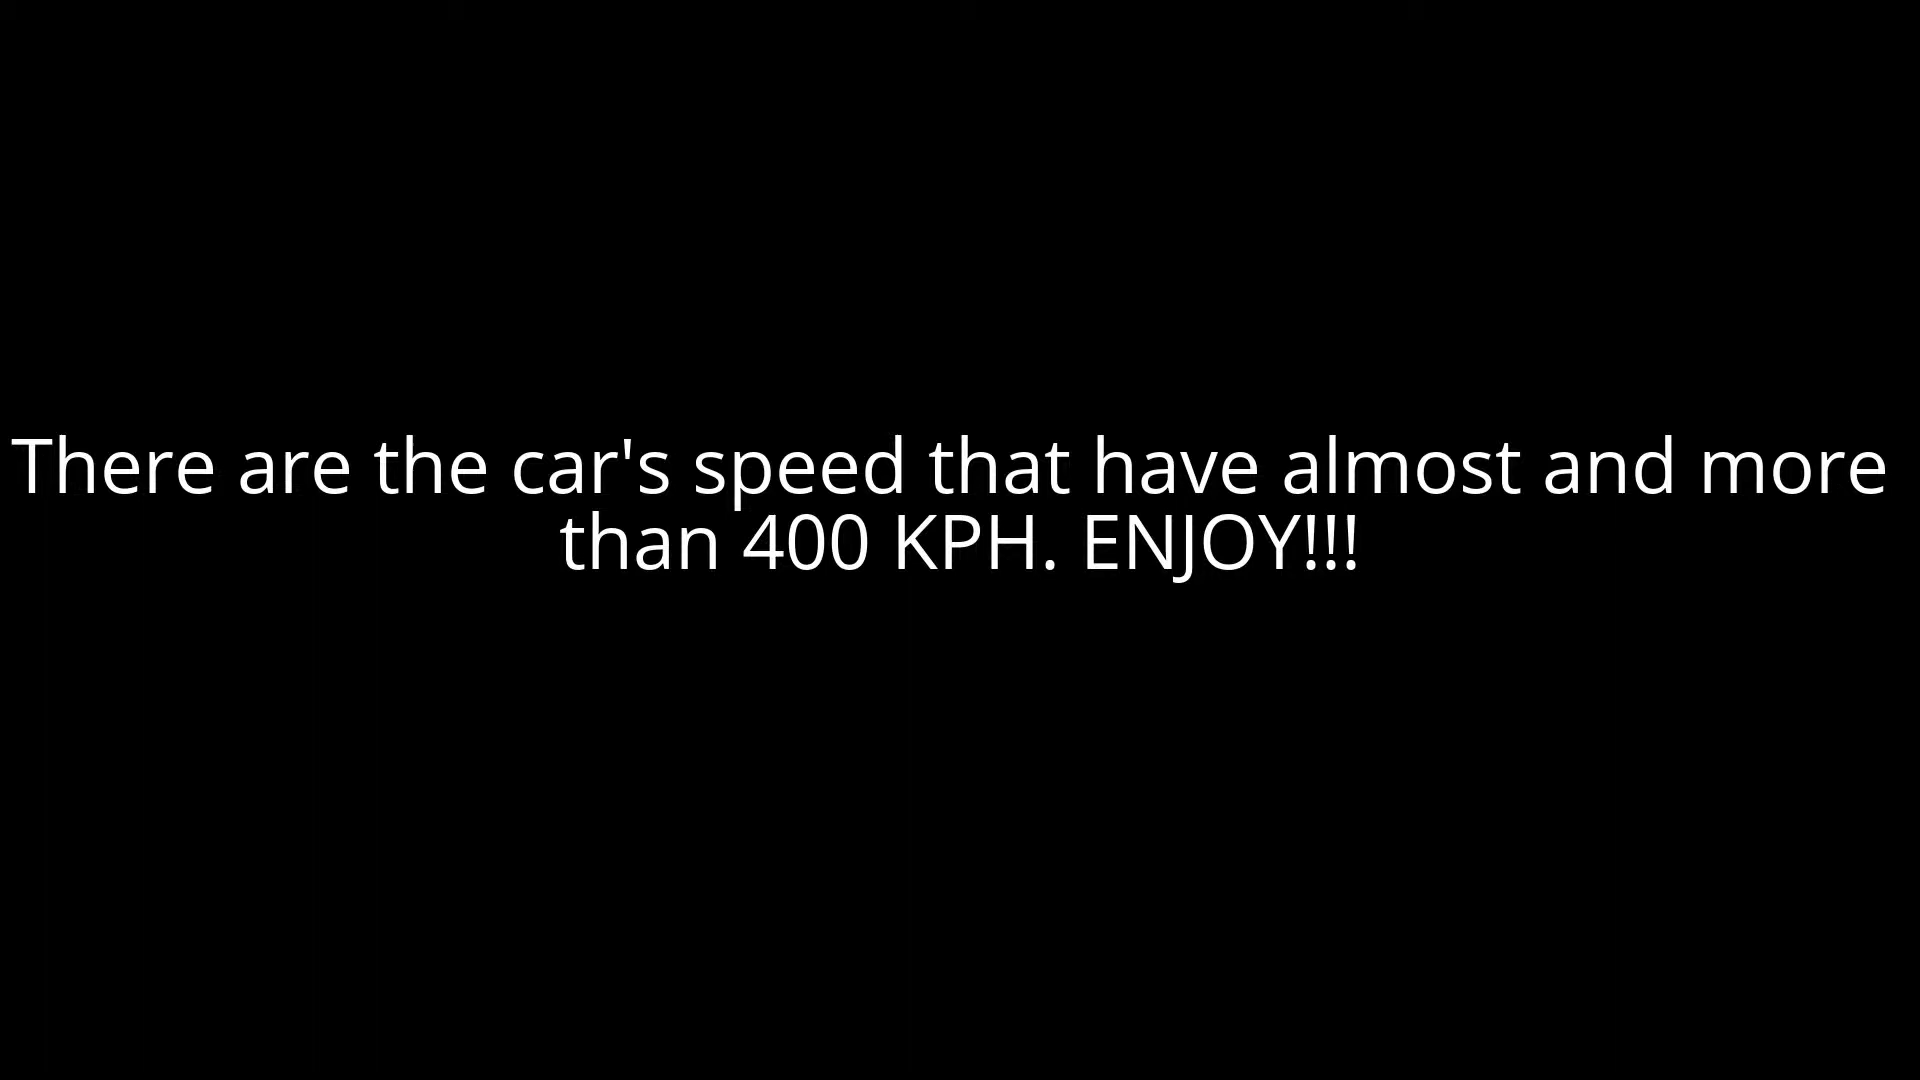 There are the car's speed that have almost and more
than 400 KPH. ENJOY!!!